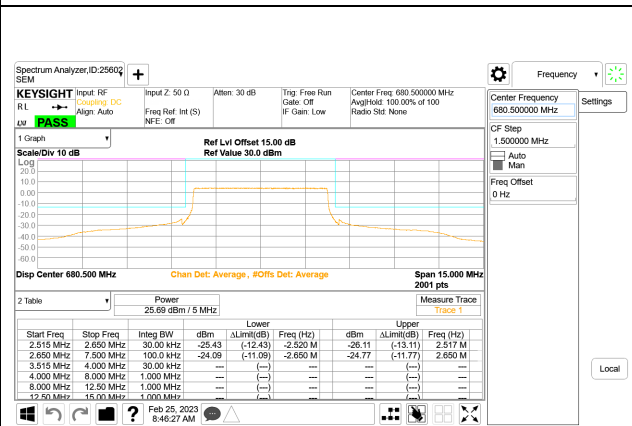 Spectrum Analyzer,ID:25602
SEM
Frequency
KEYSIGHT
Input: RF
Input Z: 50 Ω
Atten: 30 dB
Trig: Free Run
Center Freq: 680.500000 MHz
R L
Coupling: DC
Gate: Off
Avg|Hold: 100.00% of 100
Align: Auto
Freq Ref: Int (S)
IF Gain: Low
Radio Std: None
LXI
PASS
NFE: Off
Center Frequency
680.500000 MHz
Settings
CF Step
1.500000 MHz
Auto
Man
Freq Offset
0 Hz
1 Graph
Ref Lvl Offset 15.00 dB
Scale/Div 10 dB
Ref Value 30.0 dBm
Log
20.0
10.0
0.00
-10.0
-20.0
-30.0
-40.0
-50.0
-60.0
Disp Center 680.500 MHz
Chan Det: Average , #Offs Det: Average
Span 15.000 MHz
2001 pts
2 Table
Power
25.69 dBm / 5 MHz
Measure Trace
Trace 1
Lower Upper
Start Freq Stop Freq Integ BW dBm ΔLimit(dB) Freq (Hz) dBm ΔLimit(dB) Freq (Hz)
2.515 MHz 2.650 MHz 30.00 kHz -25.43 (-12.43) -2.520 M -26.11 (-13.11) 2.517 M
2.650 MHz 7.500 MHz 100.0 kHz -24.09 (-11.09) -2.650 M -24.77 (-11.77) 2.650 M
3.515 MHz 4.000 MHz 30.00 kHz --- (---) --- --- (---) ---
4.000 MHz 8.000 MHz 1.000 MHz --- (---) --- --- (---) ---
8.000 MHz 12.50 MHz 1.000 MHz --- (---) --- --- (---) ---
12.50 MHz 15.00 MHz 1.000 MHz --- (---) --- --- (---) ---
Local
?
Feb 25, 2023
8:46:27 AM